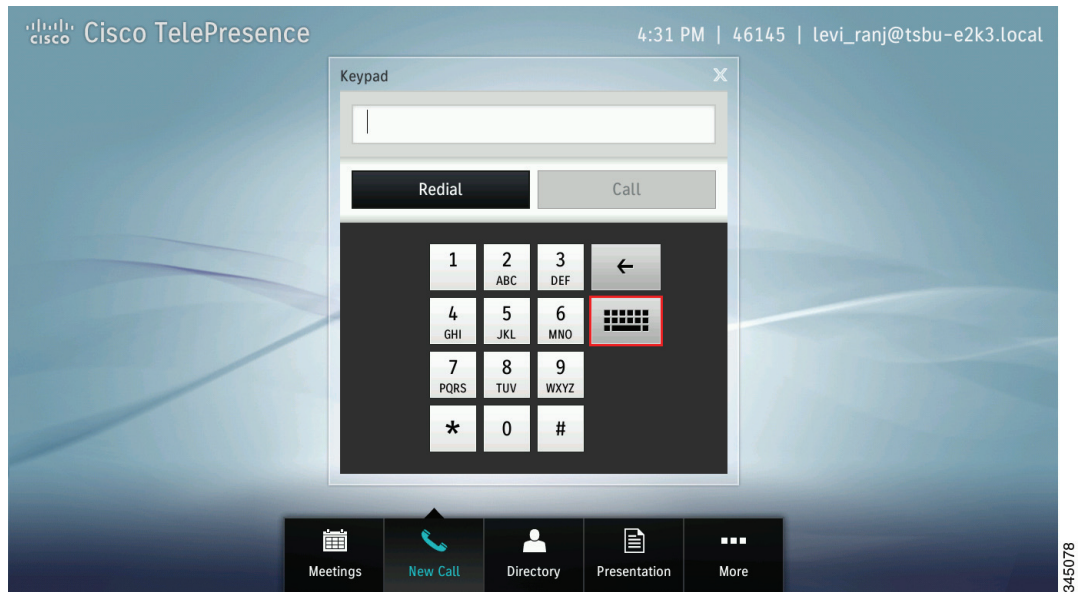 cisco Cisco TelePresence
4:31 PM | 46145 | levi_ranj@tsbu-e2k3.local
Keypad X
Redial Call
1 2 3
ABC DEF
4 5 6
GHI JKL MNO
7 8 9
PQRS TUV WXYZ
* 0 #
Meetings New Call Directory Presentation More
345078